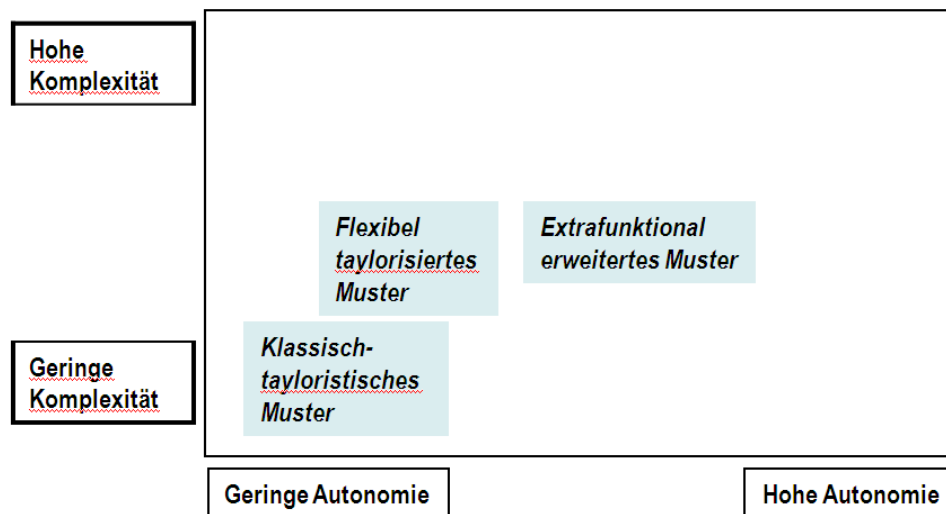 Hohe
Komplexität
Flexibel
taylorisiertes
Muster
Extrafunktional
erweitertes Muster
Klassisch-
tayloristisches
Muster
Geringe
Komplexität
Geringe Autonomie
Hohe Autonomie